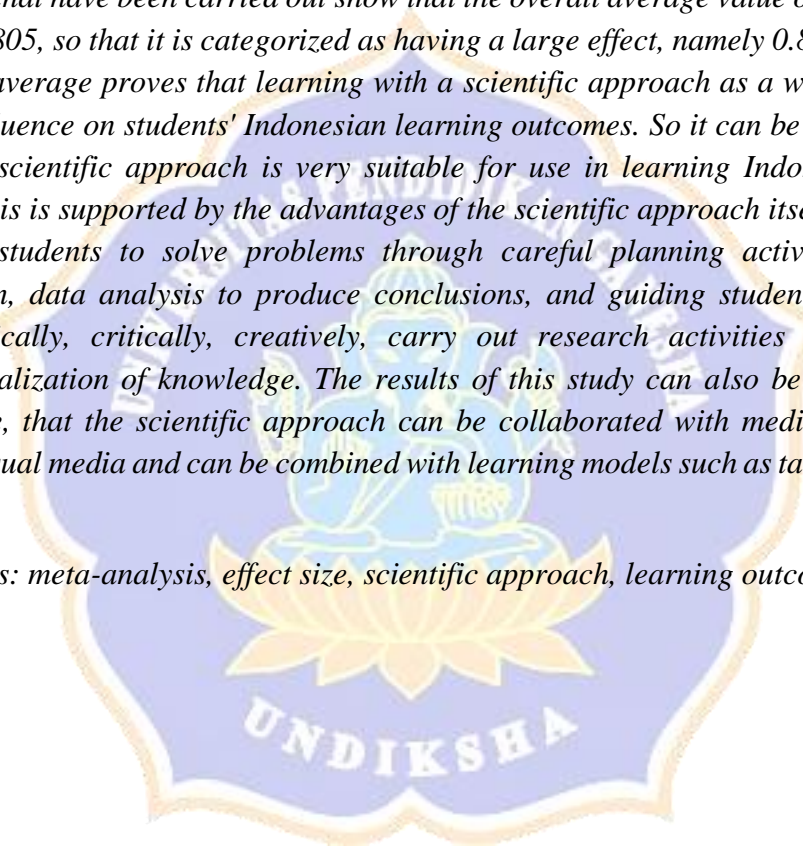 that have been carried out show that the overall average value o
805, so that it is categorized as having a large effect, namely 0.8
average proves that learning with a scientific approach as a w
uence on students' Indonesian learning outcomes. So it can be
scientific approach is very suitable for use in learning Indo
is is supported by the advantages of the scientific approach itse
students to solve problems through careful planning activ
n, data analysis to produce conclusions, and guiding studen
cally, critically, creatively, carry out research activities
alization of knowledge. The results of this study can also be
, that the scientific approach can be collaborated with medi
ual media and can be combined with learning models such as ta
s: meta-analysis, effect size, scientific approach, learning outco
UNIVERSITAS PENDIDIKAN GANESHA
UNDIKSHA